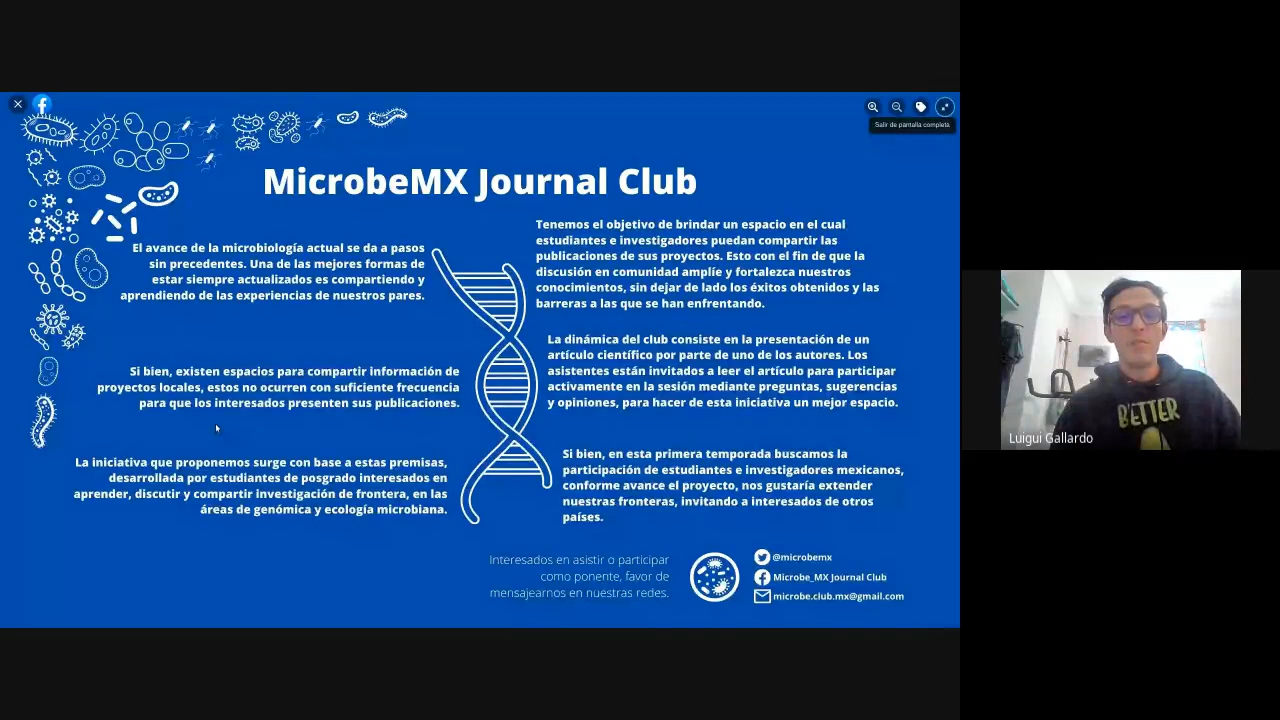 Salir de pantalla completa
MicrobeMX Journal Club
El avance de la microbiología actual se da a pasos
sin precedentes. Una de las mejores formas de
estar siempre actualizados es compartiendo y
aprendiendo de las experiencias de nuestros pares.
Si bien, existen espacios para compartir información de
proyectos locales, estos no ocurren con suficiente frecuencia
para que los interesados presenten sus publicaciones.
La iniciativa que proponemos surge con base a estas premisas,
desarrollada por estudiantes de posgrado interesados en
aprender, discutir y compartir investigación de frontera, en las
áreas de genómica y ecología microbiana.
Tenemos el objetivo de brindar un espacio en el cual
estudiantes e investigadores puedan compartir las
publicaciones de sus proyectos. Esto con el fin de que la
discusión en comunidad amplíe y fortalezca nuestros
conocimientos, sin dejar de lado los éxitos obtenidos y las
barreras a las que se han enfrentando.
La dinámica del club consiste en la presentación de un
artículo científico por parte de uno de los autores. Los
asistentes están invitados a leer el artículo para participar
activamente en la sesión mediante preguntas, sugerencias
y opiniones, para hacer de esta iniciativa un mejor espacio.
Si bien, en esta primera temporada buscamos la
participación de estudiantes e investigadores mexicanos,
conforme avance el proyecto, nos gustaría extender
nuestras fronteras, invitando a interesados de otros
países.
Interesados en asistir o participar
como ponente, favor de
mensajearnos en nuestras redes.
@microbemx
Microbe_MX Journal Club
microbe.club.mx@gmail.com
BETTER
Luigui Gallardo